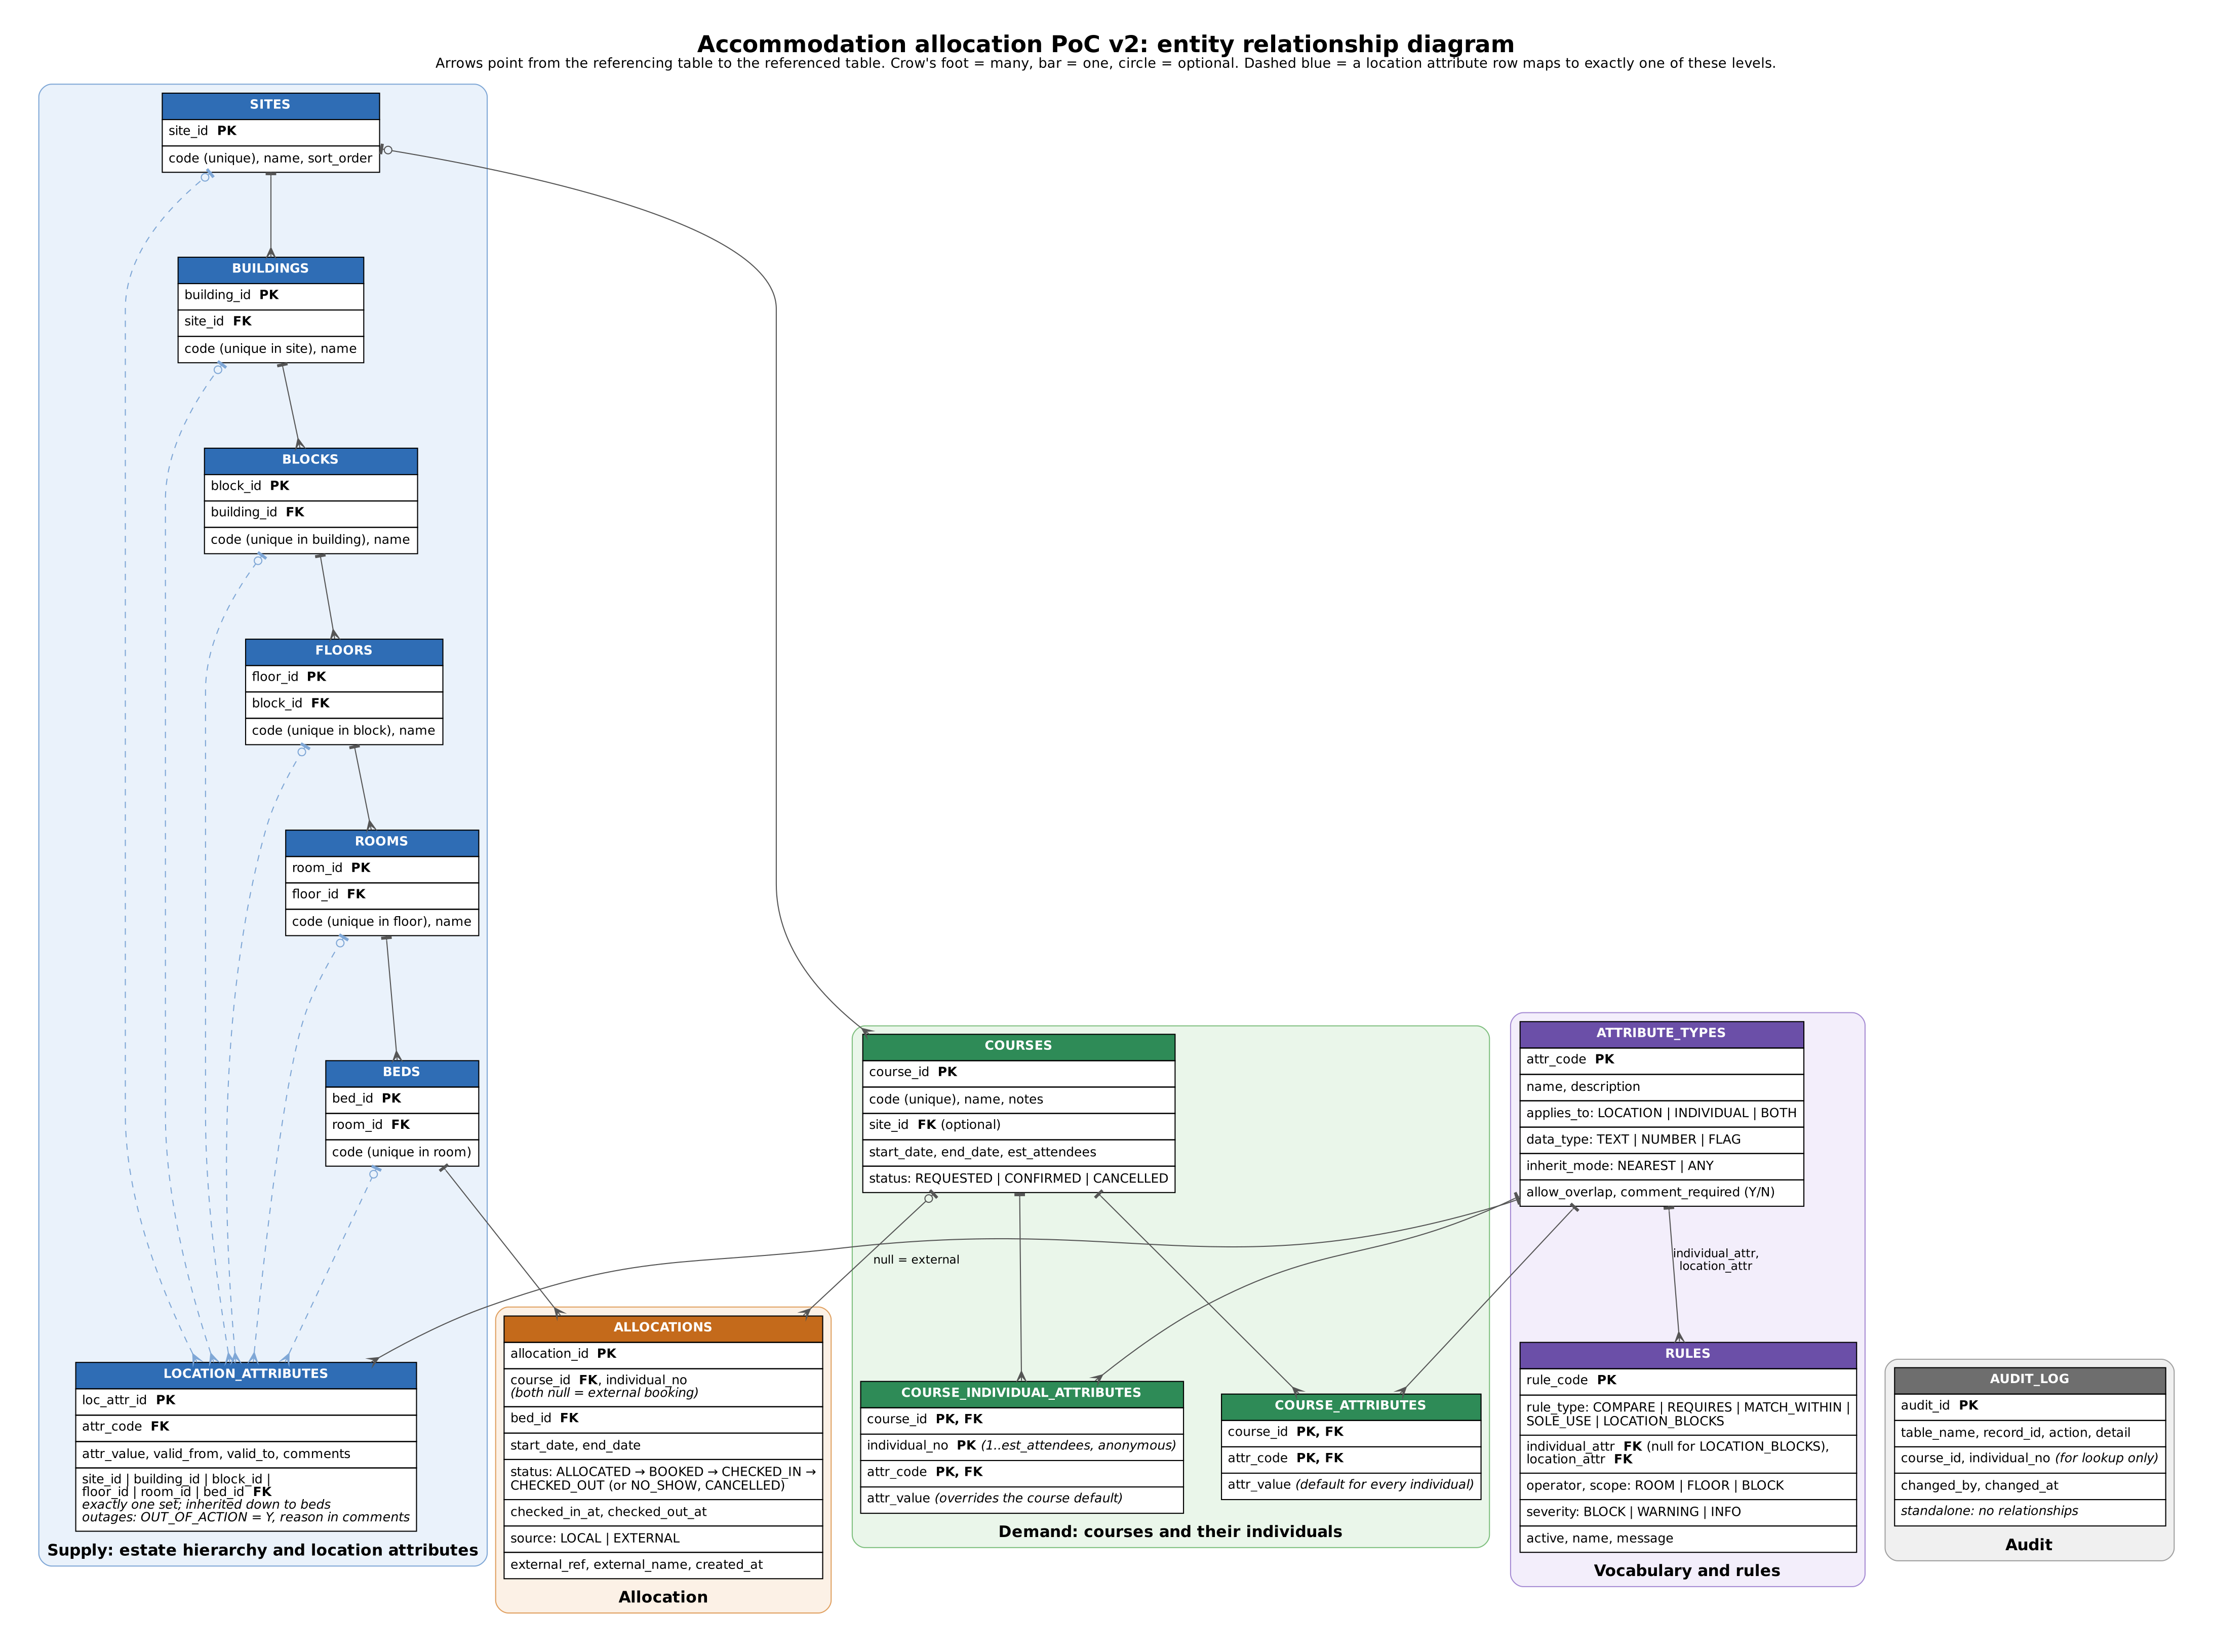 Accommodation allocation PoC v2: entity relationship diagram
Arrows point from the referencing table to the referenced table. Crow's foot = many, bar = one, circle = optional. Dashed blue = a location attribute row maps to exactly one of these levels.
SITES
site_id PK
code (unique), name, sort_order
BUILDINGS
building_id PK
site_id FK
code (unique in site), name
BLOCKS
block_id PK
building_id FK
code (unique in building), name
FLOORS
floor_id PK
block_id FK
code (unique in block), name
ROOMS
room_id PK
floor_id FK
code (unique in floor), name
BEDS
bed_id PK
room_id FK
code (unique in room)
LOCATION_ATTRIBUTES
loc_attr_id PK
attr_code FK
attr_value, valid_from, valid_to, comments
site_id | building_id | block_id |
floor_id | room_id | bed_id FK
exactly one set; inherited down to beds
outages: OUT_OF_ACTION = Y, reason in comments
Supply: estate hierarchy and location attributes
ALLOCATIONS
allocation_id PK
course_id FK, individual_no
(both null = external booking)
bed_id FK
start_date, end_date
status: ALLOCATED → BOOKED → CHECKED_IN →
CHECKED_OUT (or NO_SHOW, CANCELLED)
checked_in_at, checked_out_at
source: LOCAL | EXTERNAL
external_ref, external_name, created_at
Allocation
COURSES
course_id PK
code (unique), name, notes
site_id FK (optional)
start_date, end_date, est_attendees
status: REQUESTED | CONFIRMED | CANCELLED
null = external
COURSE_INDIVIDUAL_ATTRIBUTES
course_id PK, FK
individual_no PK (1..est_attendees, anonymous)
attr_code PK, FK
attr_value (overrides the course default)
COURSE_ATTRIBUTES
course_id PK, FK
attr_code PK, FK
attr_value (default for every individual)
Demand: courses and their individuals
ATTRIBUTE_TYPES
attr_code PK
name, description
applies_to: LOCATION | INDIVIDUAL | BOTH
data_type: TEXT | NUMBER | FLAG
inherit_mode: NEAREST | ANY
allow_overlap, comment_required (Y/N)
individual_attr,
location_attr
RULES
rule_code PK
rule_type: COMPARE | REQUIRES | MATCH_WITHIN |
SOLE_USE | LOCATION_BLOCKS
individual_attr FK (null for LOCATION_BLOCKS),
location_attr FK
operator, scope: ROOM | FLOOR | BLOCK
severity: BLOCK | WARNING | INFO
active, name, message
Vocabulary and rules
AUDIT_LOG
audit_id PK
table_name, record_id, action, detail
course_id, individual_no (for lookup only)
changed_by, changed_at
standalone: no relationships
Audit